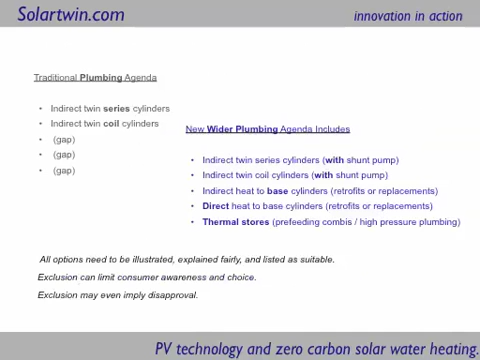 Solartwin.com
innovation in action
Traditional Plumbing Agenda
• Indirect twin series cylinders
• Indirect twin coil cylinders
• (gap)
• (gap)
• (gap)
New Wider Plumbing Agenda Includes
• Indirect twin series cylinders (with shunt pump)
• Indirect twin coil cylinders (with shunt pump)
• Indirect heat to base cylinders (retrofits or replacements)
• Direct heat to base cylinders (retrofits or replacements)
• Thermal stores (prefeeding combis / high pressure plumbing)
All options need to be illustrated, explained fairly, and listed as suitable.
Exclusion can limit consumer awareness and choice.
Exclusion may even imply disapproval.
PV technology and zero carbon solar water heating.